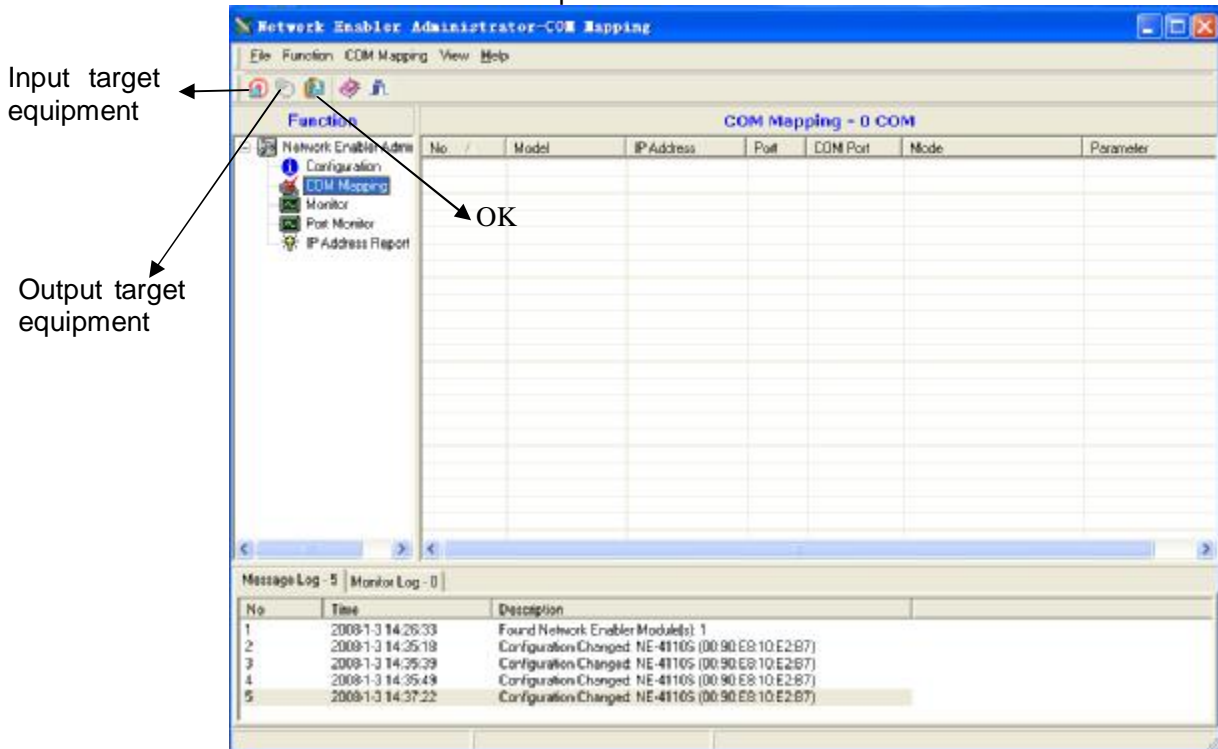 Network Enabler Administrator-COM Mapping
File Function COM Mapping View Help
Input target
equipment
Function
COM Mapping - 0 COM
Network Enabler Admi
No. / Model IP Address Port COM Port Mode Parameter
Configuration
COM Mapping
Monitor
Port Monitor
IP Address Report
OK
Output target
equipment
Message Log - 5 Monitor Log - 0
No Time Description
1 2008-1-3 14:26:33 Found Network Enabler Module(s): 1
2 2008-1-3 14:35:18 Configuration Changed: NE-4110S (00:90:E8:10:E2:B7)
3 2008-1-3 14:35:39 Configuration Changed: NE-4110S (00:90:E8:10:E2:B7)
4 2008-1-3 14:35:49 Configuration Changed: NE-4110S (00:90:E8:10:E2:B7)
5 2008-1-3 14:37:22 Configuration Changed: NE-4110S (00:90:E8:10:E2:B7)